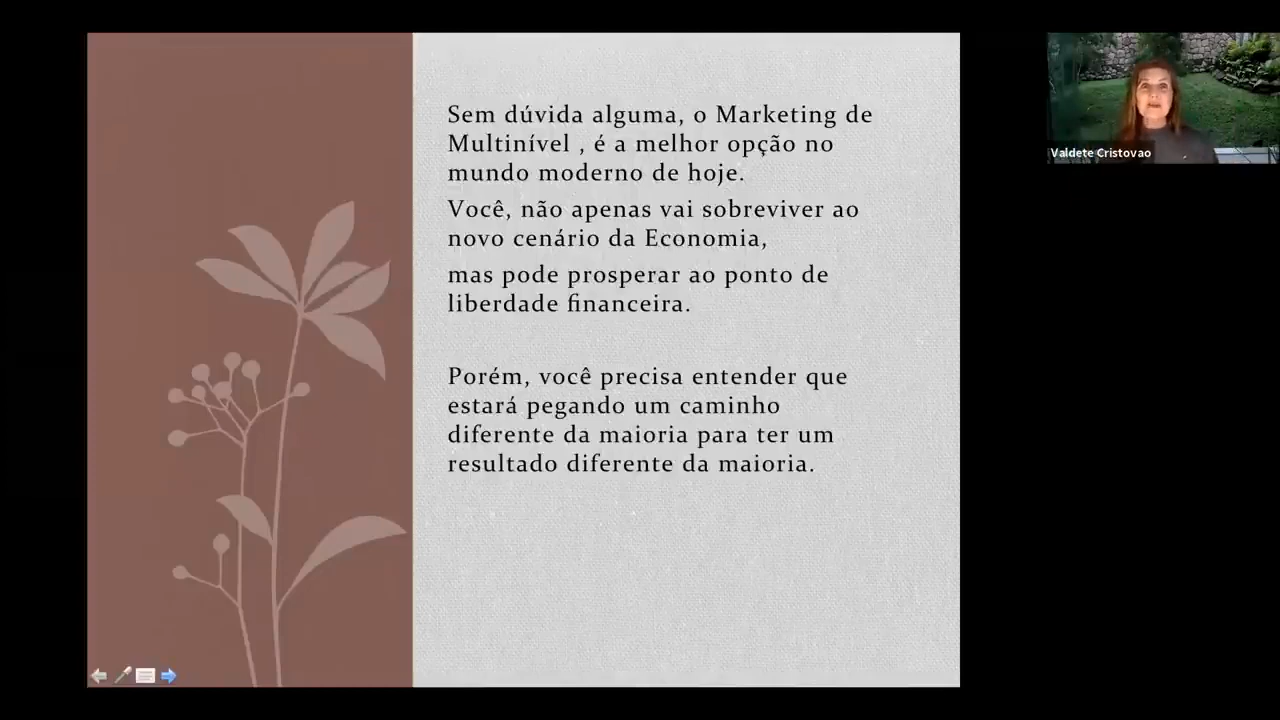 Sem dúvida alguma, o Marketing de
Multinível , é a melhor opção no
mundo moderno de hoje.
Você, não apenas vai sobreviver ao
novo cenário da Economia,
mas pode prosperar ao ponto de
liberdade financeira.
Porém, você precisa entender que
estará pegando um caminho
diferente da maioria para ter um
resultado diferente da maioria.
Valdete Cristovao